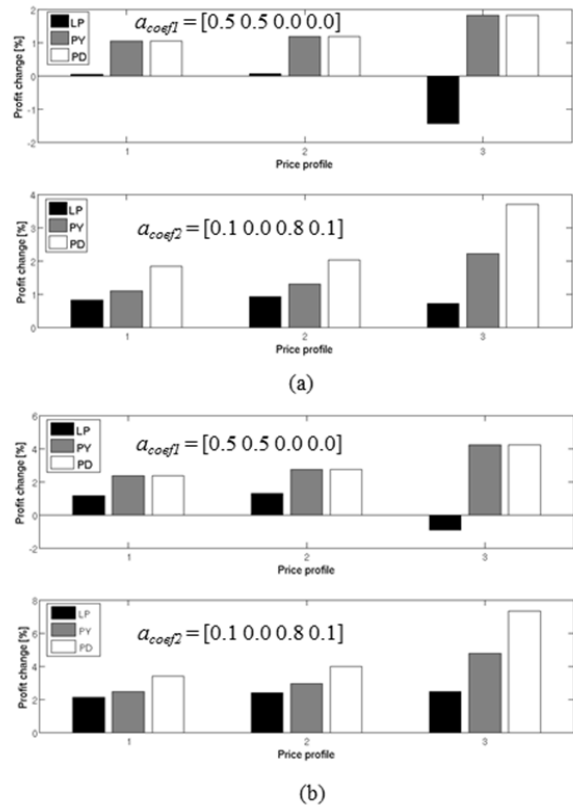 2
1
0
-1
-2
Profit change [%]
LP
PY
PD
a_coef1 = [0.5 0.5 0.0 0.0]
1
2
3
Price profile
4
3
2
1
0
Profit change [%]
LP
PY
PD
a_coef2 = [0.1 0.0 0.8 0.1]
1
2
3
Price profile
(a)
6
4
2
0
-2
Profit change [%]
LP
PY
PD
a_coef1 = [0.5 0.5 0.0 0.0]
1
2
3
Price profile
8
6
4
2
0
Profit change [%]
LP
PY
PD
a_coef2 = [0.1 0.0 0.8 0.1]
1
2
3
Price profile
(b)